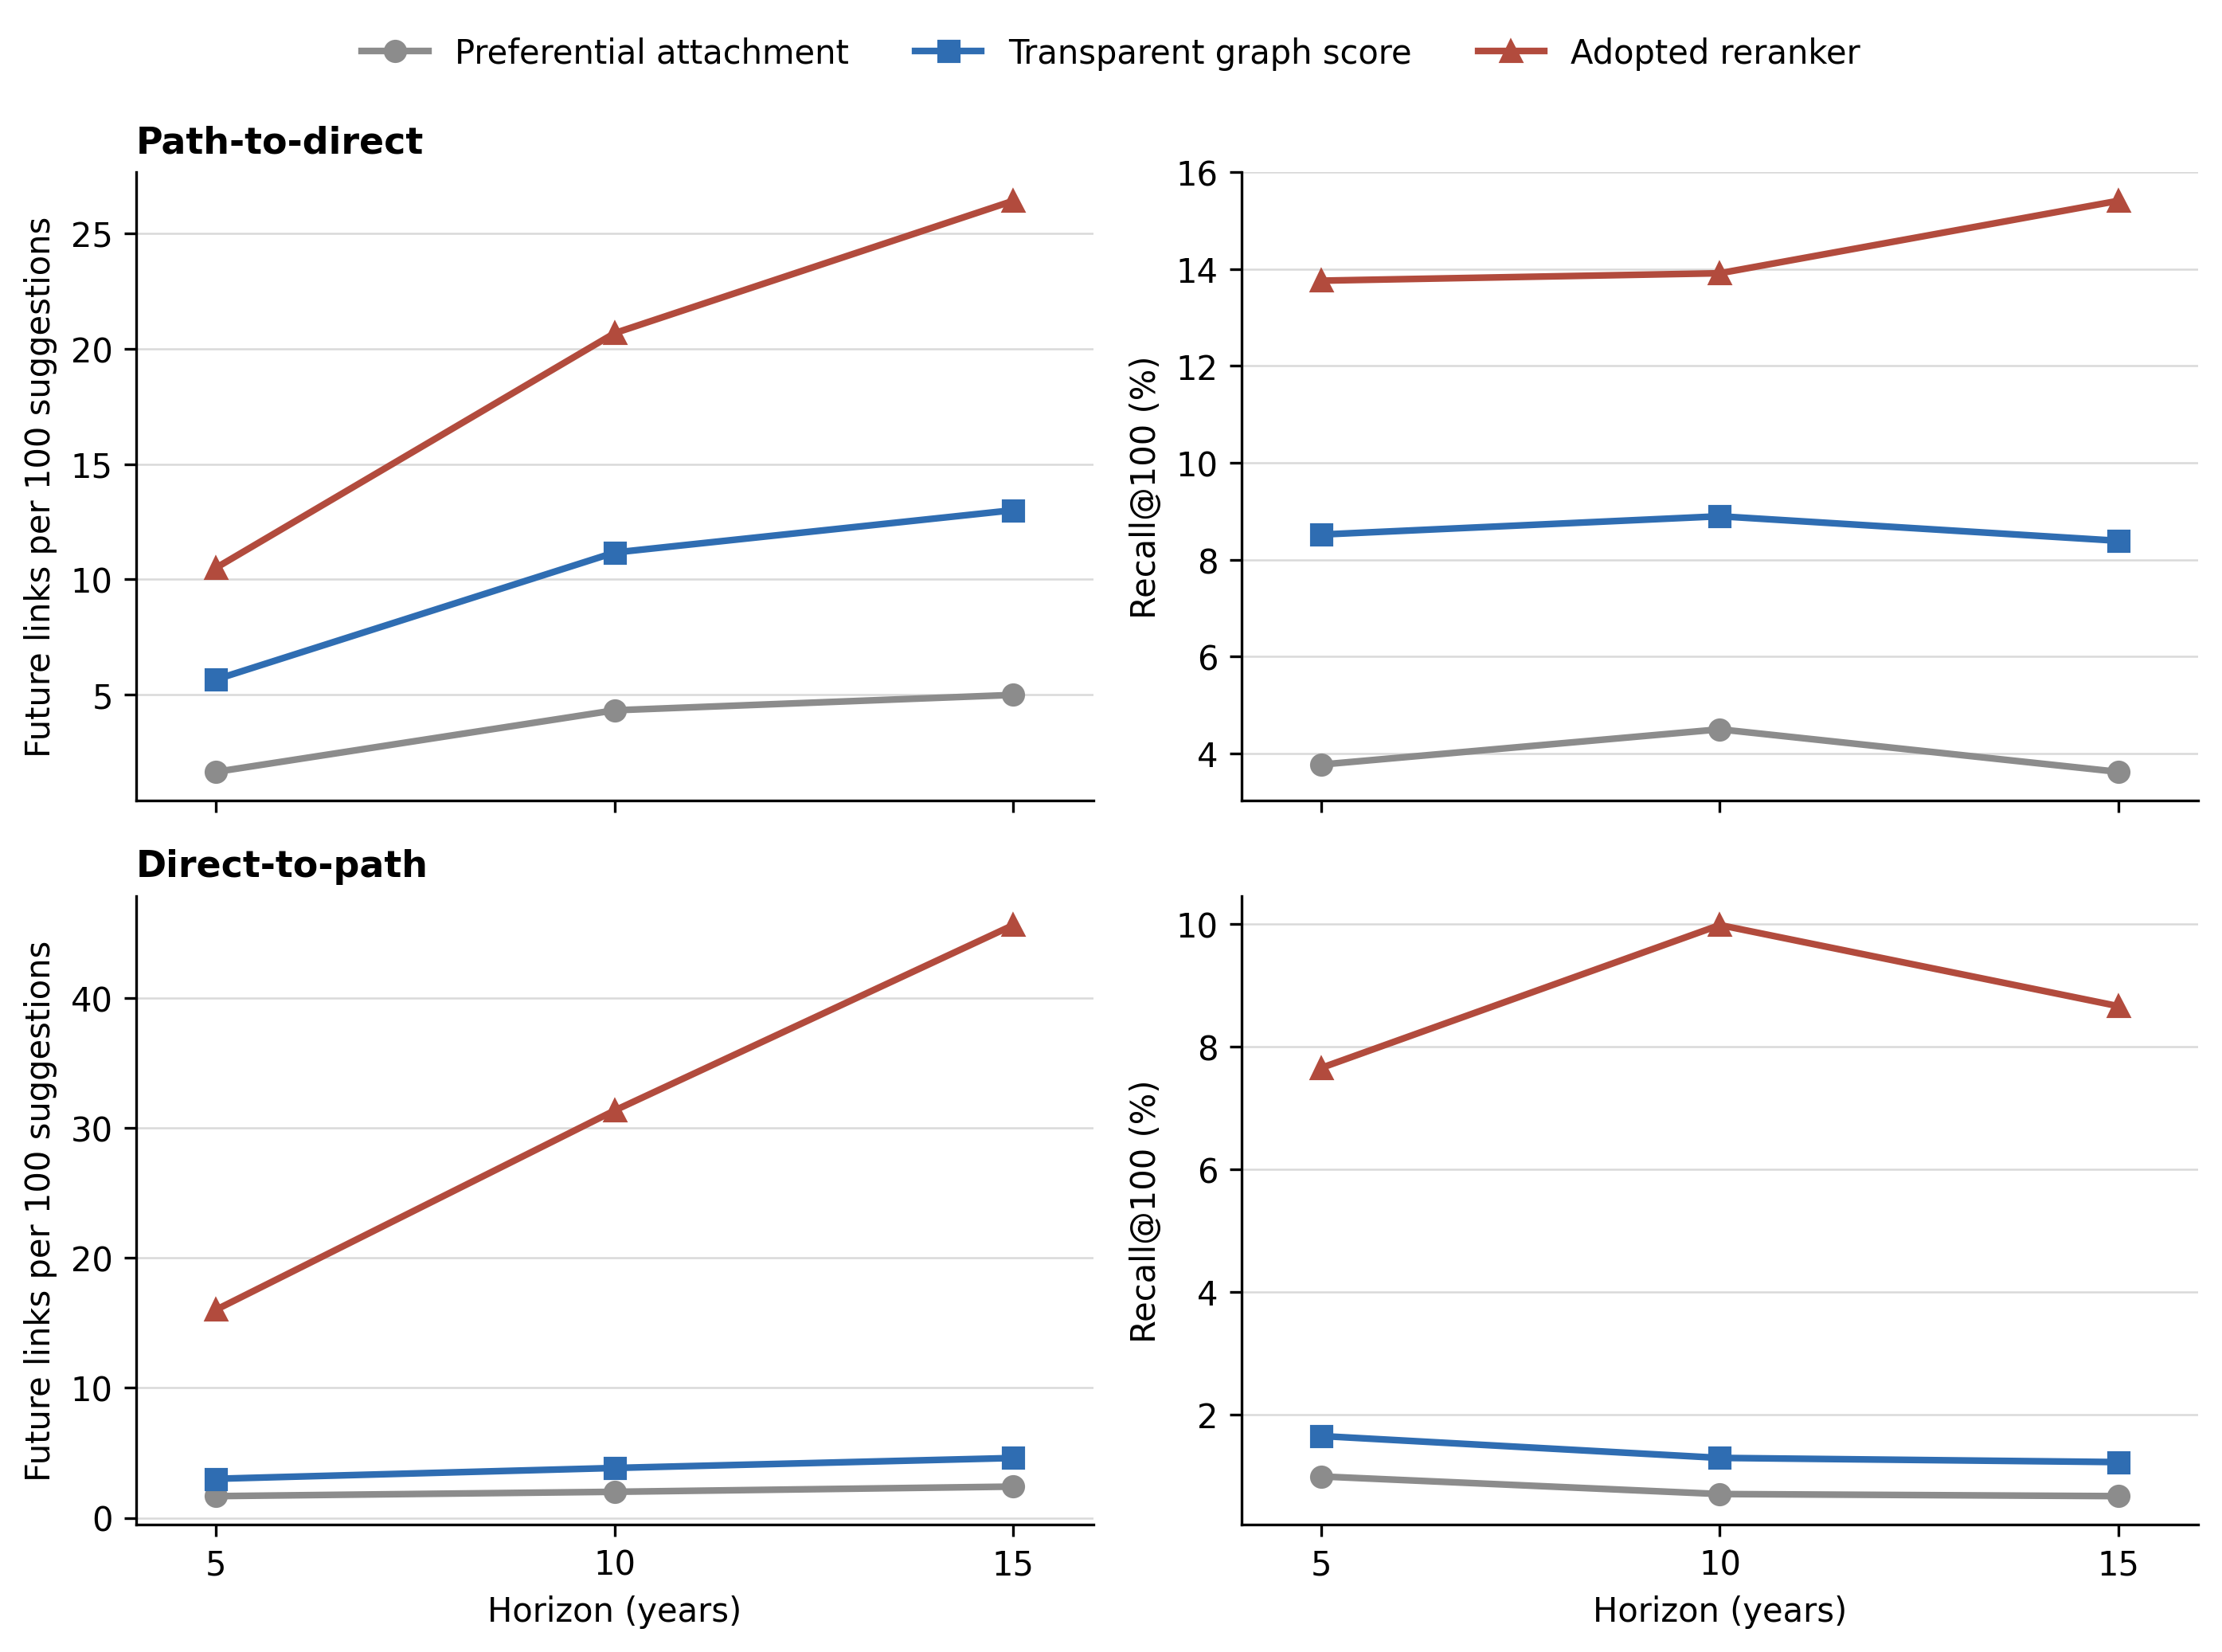 Preferential attachment
Transparent graph score
Adopted reranker
Path-to-direct
Future links per 100 suggestions
25
20
15
10
5
Recall@100 (%)
16
14
12
10
8
6
4
Direct-to-path
Future links per 100 suggestions
40
30
20
10
0
5
10
15
Horizon (years)
Recall@100 (%)
10
8
6
4
2
5
10
15
Horizon (years)